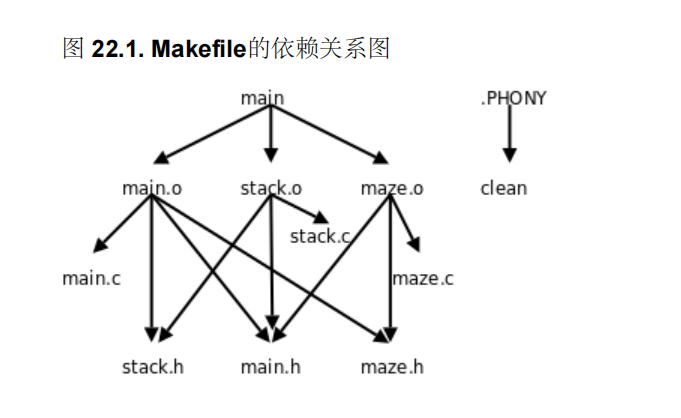 图 22.1. Makefile的依赖关系图
main .PHONY
main.o stack.o maze.o clean
stack.c
main.c maze.c
stack.h main.h maze.h